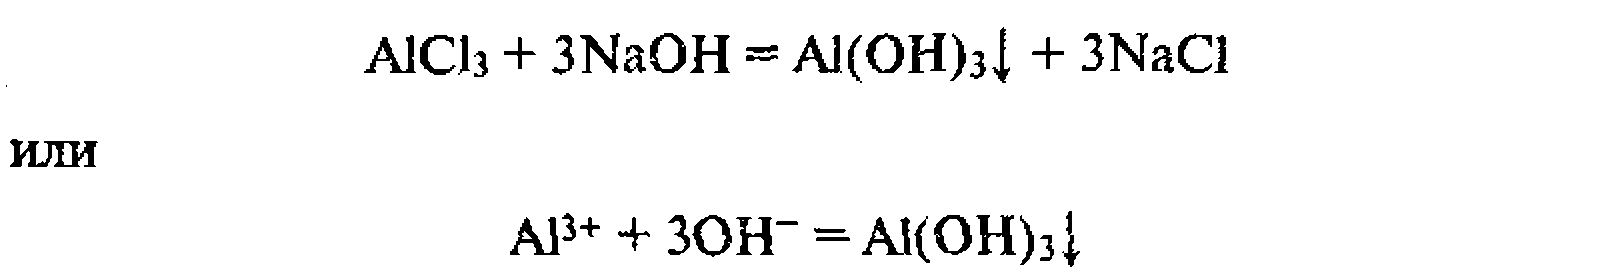 AlCl₃ + 3NaOH = Al(OH)₃↓ + 3NaCl
или
Al³⁺ + 3OH⁻ = Al(OH)₃↓